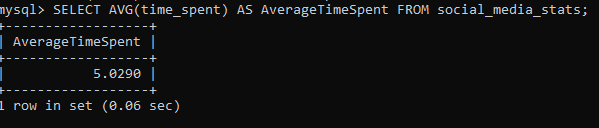 mysql> SELECT AVG(time_spent) AS AverageTimeSpent FROM social_media_stats;
+------------------+
| AverageTimeSpent |
+------------------+
|           5.0290 |
+------------------+
1 row in set (0.06 sec)